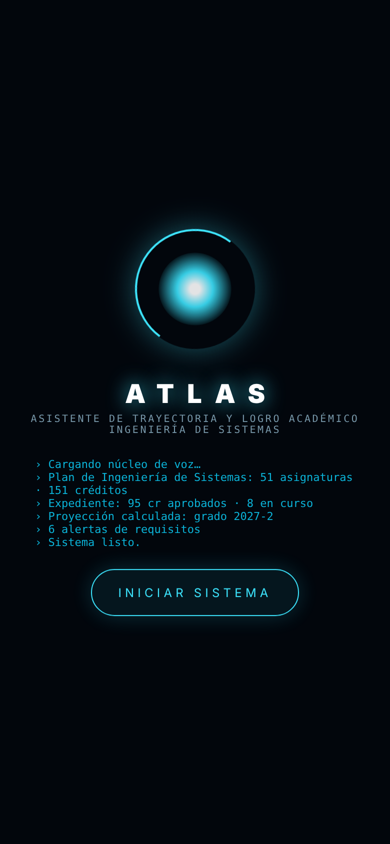 ATLAS
ASISTENTE DE TRAYECTORIA Y LOGRO ACADÉMICO
INGENIERÍA DE SISTEMAS
› Cargando núcleo de voz…
› Plan de Ingeniería de Sistemas: 51 asignaturas
· 151 créditos
› Expediente: 95 cr aprobados · 8 en curso
› Proyección calculada: grado 2027-2
› 6 alertas de requisitos
› Sistema listo.
INICIAR SISTEMA